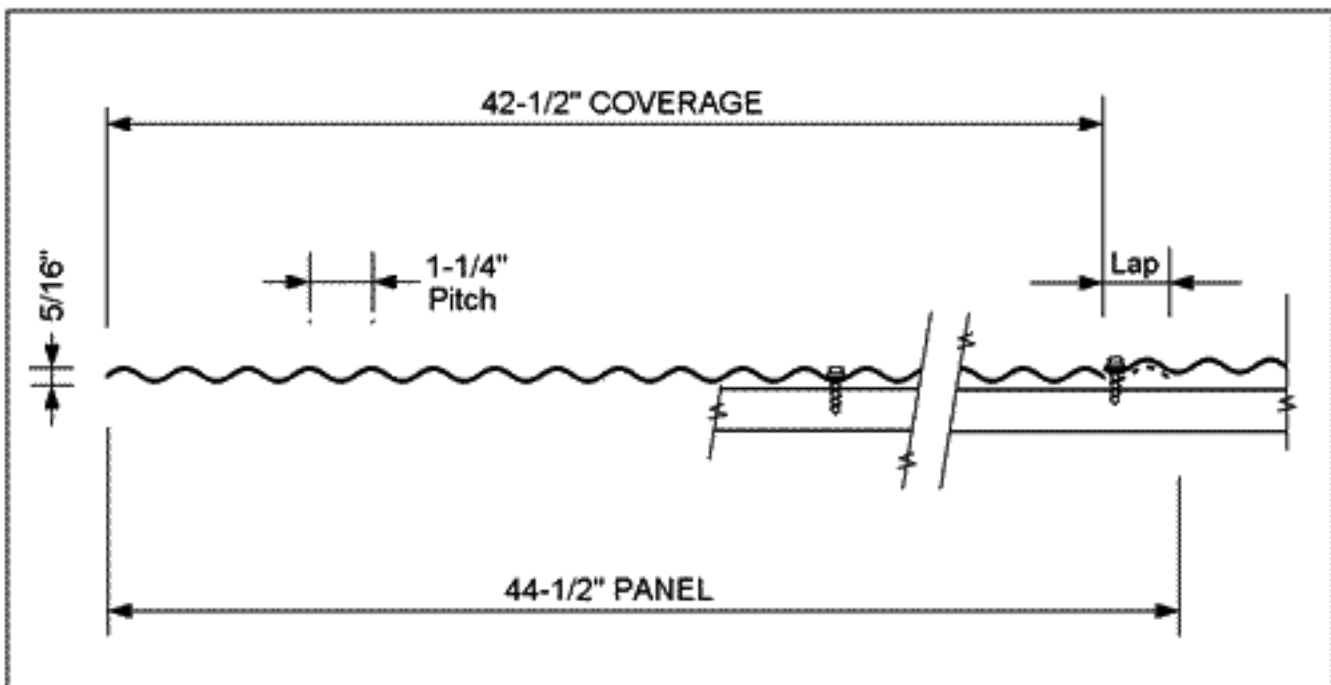 42-1/2" COVERAGE
5/16"
1-1/4"
Pitch
Lap
44-1/2" PANEL